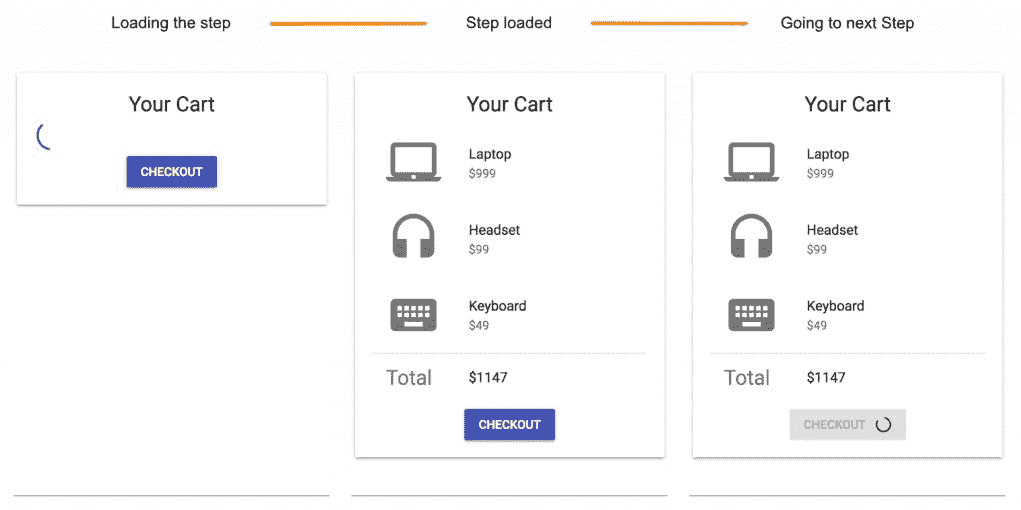 Loading the step
Step loaded
Going to next Step
Your Cart
CHECKOUT
Your Cart
Laptop
$999
Headset
$99
Keyboard
$49
Total $1147
CHECKOUT
Your Cart
Laptop
$999
Headset
$99
Keyboard
$49
Total $1147
CHECKOUT